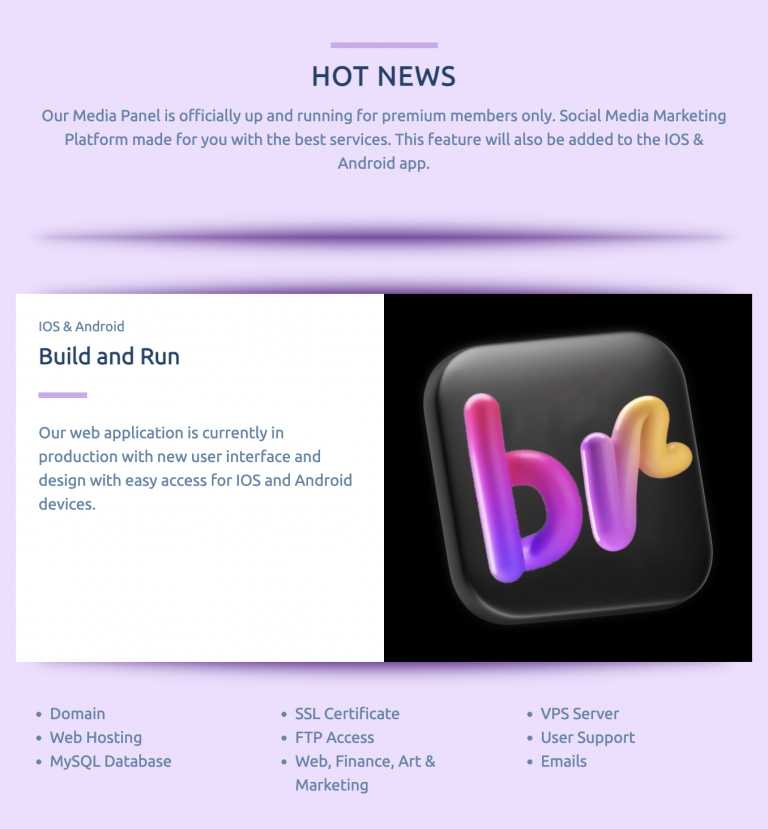 HOT NEWS
Our Media Panel is officially up and running for premium members only. Social Media Marketing
Platform made for you with the best services. This feature will also be added to the IOS &
Android app.
IOS & Android
Build and Run
Our web application is currently in
production with new user interface and
design with easy access for IOS and Android
devices.
br
• Domain
• Web Hosting
• MySQL Database
• SSL Certificate
• FTP Access
• Web, Finance, Art &
Marketing
• VPS Server
• User Support
• Emails